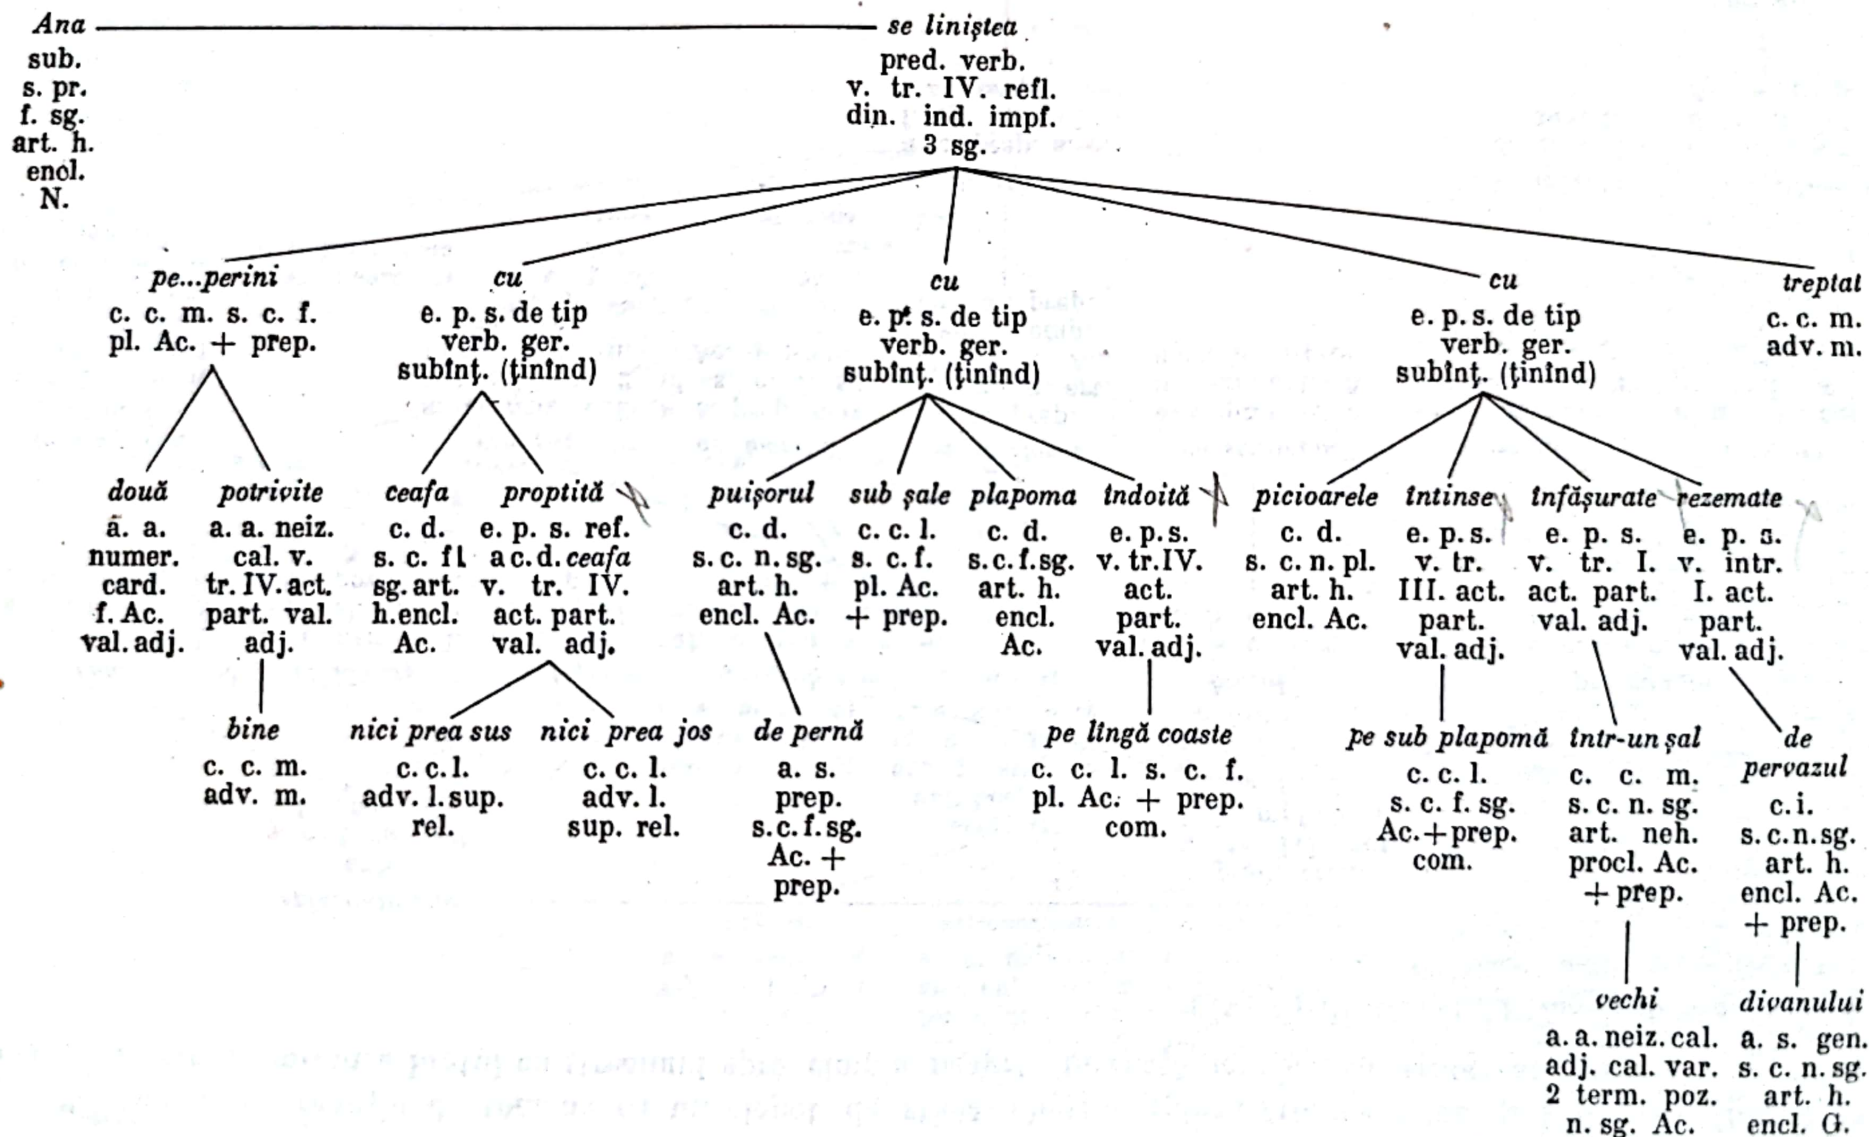 Ana se liniștea
sub.
s. pr.
f. sg.
art. h.
encl.
N.
pred. verb.
v. tr. IV. refl.
din. ind. impf.
3 sg.
pe...perini
c. c. m. s. c. f.
pl. Ac. + prep.
cu
e. p. s. de tip
verb. ger.
subînț. (ținînd)
cu
e. p. s. de tip
verb. ger.
subînț. (ținînd)
cu
e. p. s. de tip
verb. ger.
subînț. (ținînd)
treptat
c. c. m.
adv. m.
două
a. a.
numer.
card.
f. Ac.
val. adj.
potrivite
a. a. neiz.
cal. v.
tr. IV. act.
part. val.
adj.
ceafa
c. d.
s. c. f.
sg. art.
h. encl.
Ac.
proptită
e. p. s. ref.
a c. d. ceafa
v. tr. IV.
act. part.
val. adj.
puișorul
c. d.
s. c. n. sg.
art. h.
encl. Ac.
sub șale
c. c. l.
s. c. f.
pl. Ac.
+ prep.
plapoma
c. d.
s. c. f. sg.
art. h.
encl.
Ac.
îndoită
e. p. s.
v. tr. IV.
act.
part.
val. adj.
picioarele
c. d.
s. c. n. pl.
art. h.
encl. Ac.
întinse
e. p. s.
v. tr.
III. act.
part.
val. adj.
înfășurate
e. p. s.
v. tr. I.
act. part.
val. adj.
rezemate
e. p. s.
v. intr.
I. act.
part.
val. adj.
bine
c. c. m.
adv. m.
nici prea sus
c. c. l.
adv. l. sup.
rel.
nici prea jos
c. c. l.
adv. l.
sup. rel.
de pernă
a. s.
prep.
s. c. f. sg.
Ac. +
prep.
pe lîngă coaste
c. c. l. s. c. f.
pl. Ac. + prep.
com.
pe sub plapomă
c. c. l.
s. c. f. sg.
Ac. + prep.
com.
într-un șal
c. c. m.
s. c. n. sg.
art. neh.
procl. Ac.
+ prep.
de
pervazul
c. i.
s. c. n. sg.
art. h.
encl. Ac.
+ prep.
vechi
a. a. neiz. cal.
adj. cal. var.
2 term. poz.
n. sg. Ac.
divanului
a. s. gen.
s. c. n. sg.
art. h.
encl. G.